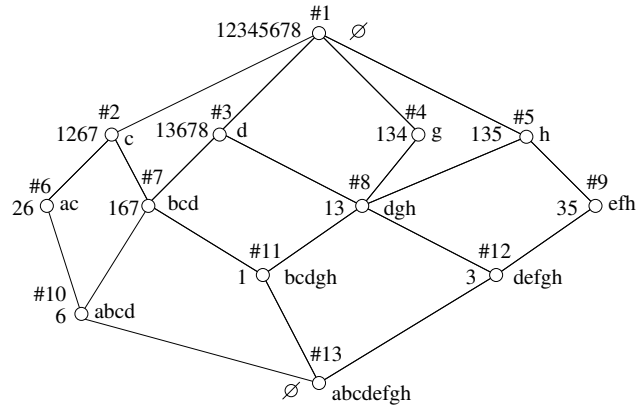 #1
12345678 ∅
#2 #3 #4 #5
1267 c 13678 d 134 g 135 h
#6 #7 #8 #9
26 ac 167 bcd 13 dgh 35 efh
#11 #12
1 bcdgh 3 defgh
#10
6 abcd
#13
∅ abcdefgh